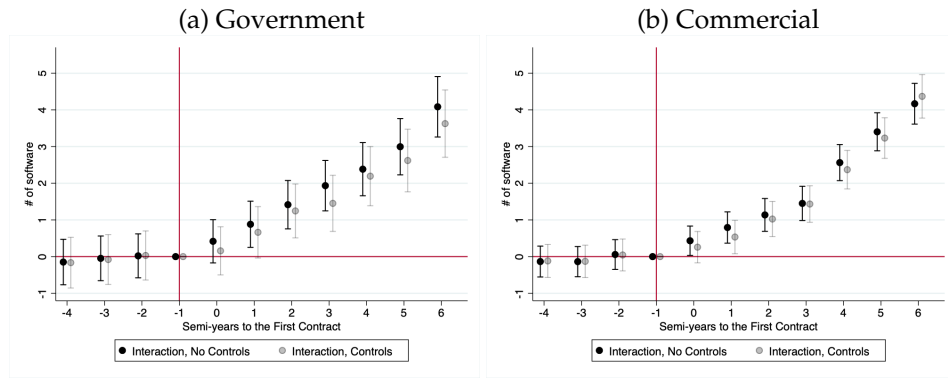 (a) Government
# of software
5
4
3
2
1
0
-1
-4 -3 -2 -1 0 1 2 3 4 5 6
Semi-years to the First Contract
Interaction, No Controls Interaction, Controls
(b) Commercial
# of software
5
4
3
2
1
0
-1
-4 -3 -2 -1 0 1 2 3 4 5 6
Semi-years to the First Contract
Interaction, No Controls Interaction, Controls